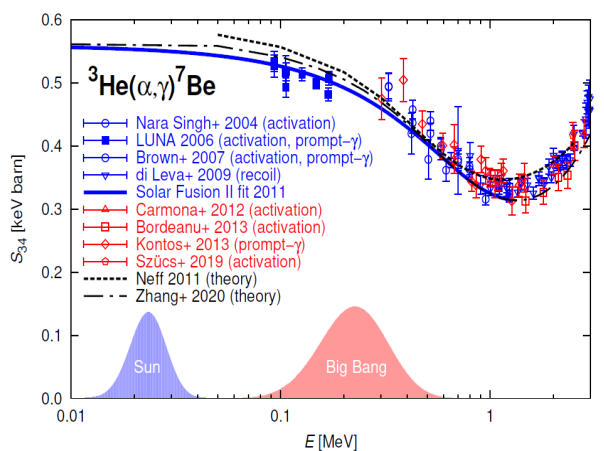 ³He(α,γ)⁷Be
Nara Singh+ 2004 (activation)
LUNA 2006 (activation, prompt−γ)
Brown+ 2007 (activation, prompt−γ)
di Leva+ 2009 (recoil)
Solar Fusion II fit 2011
Carmona+ 2012 (activation)
Bordeanu+ 2013 (activation)
Kontos+ 2013 (prompt−γ)
Szücs+ 2019 (activation)
Neff 2011 (theory)
Zhang+ 2020 (theory)
S₃₄ [keV barn]
0.6
0.5
0.4
0.3
0.2
0.1
0.0
Sun
Big Bang
0.01
0.1
1
3
E [MeV]